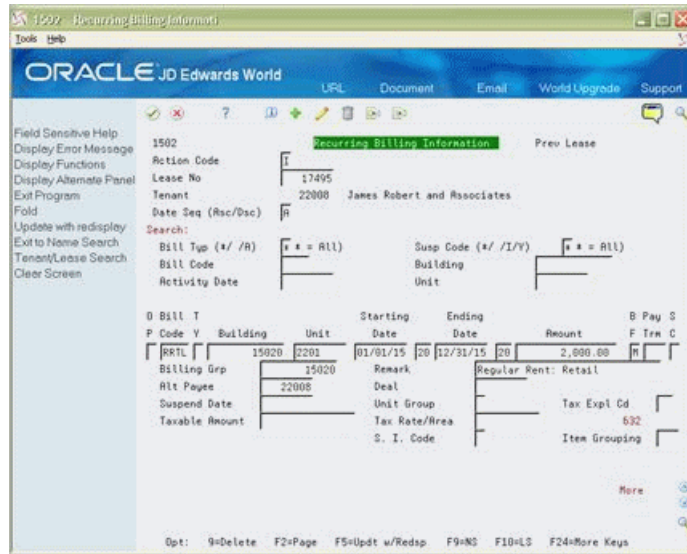 1502 - Recurring Billing Informati
Tools Help
ORACLE JD Edwards World
URL Document Email World Upgrade Support
Field Sensitive Help
Display Error Message
Display Functions
Display Alternate Panel
Exit Program
Fold
Update with redisplay
Exit to Name Search
Tenant/Lease Search
Clear Screen
1502 Recurring Billing Information Prev Lease
Action Code I
Lease No 17495
Tenant 22008 James Robert and Associates
Date Seq (Asc/Dsc) A
Search:
Bill Typ (*/ /A) * * = All) Susp Code (*/ /I/Y) * * = All)
Bill Code Building
Activity Date Unit
O Bill T Starting Ending B Pay S
P Code Y Building Unit Date Date Amount F Trm C
RRTL 15020 2201 01/01/15 20 12/31/15 20 2,000.00 M
Billing Grp 15020 Remark Regular Rent: Retail
Alt Payee 22008 Deal
Suspend Date Unit Group Tax Expl Cd
Taxable Amount Tax Rate/Area 632
S. I. Code Item Grouping
More
Opt: 9=Delete F2=Page F5=Updt w/Redsp F9=NS F10=LS F24=More Keys